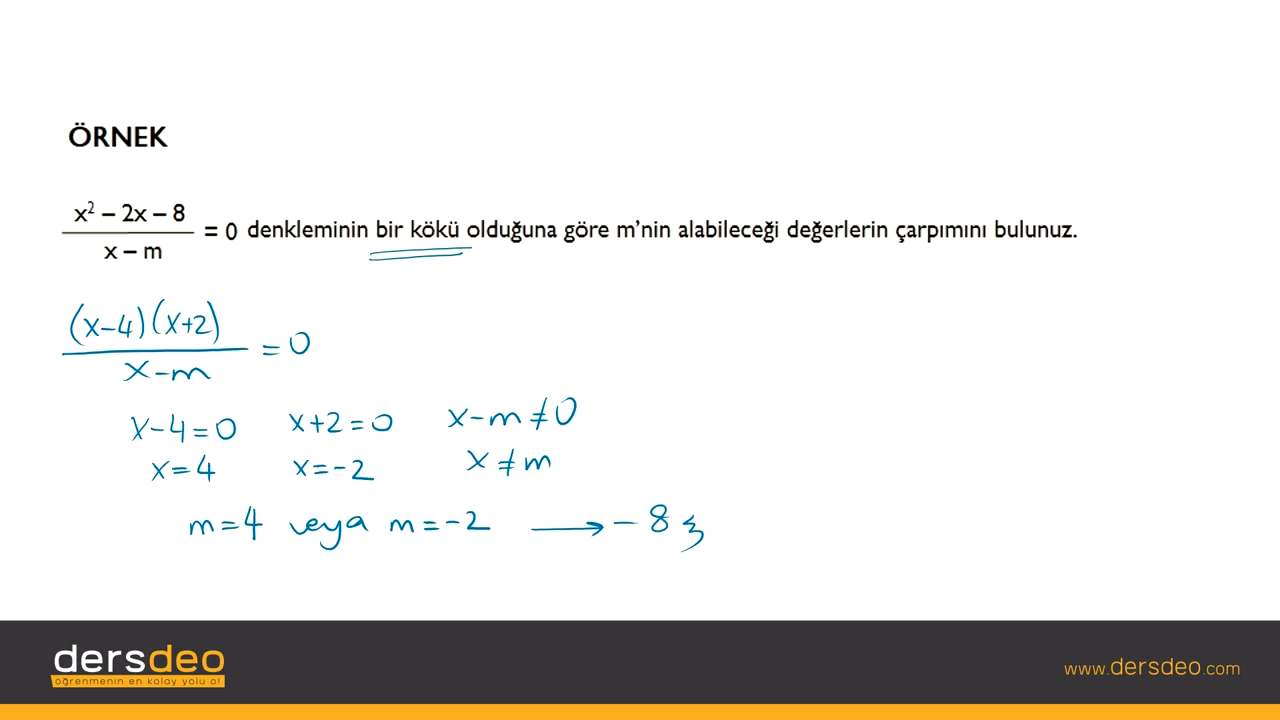 ÖRNEK
x² – 2x – 8
x – m
= 0 denkleminin bir kökü olduğuna göre m’nin alabileceği değerlerin çarpımını bulunuz.
(x-4)(x+2)
x-m
= 0
x-4=0 x+2=0 x-m≠0
x=4 x=-2 x≠m
m=4 veya m=-2 → -8
dersdeo
öğrenmenin en kolay yolu o!
www.dersdeo.com